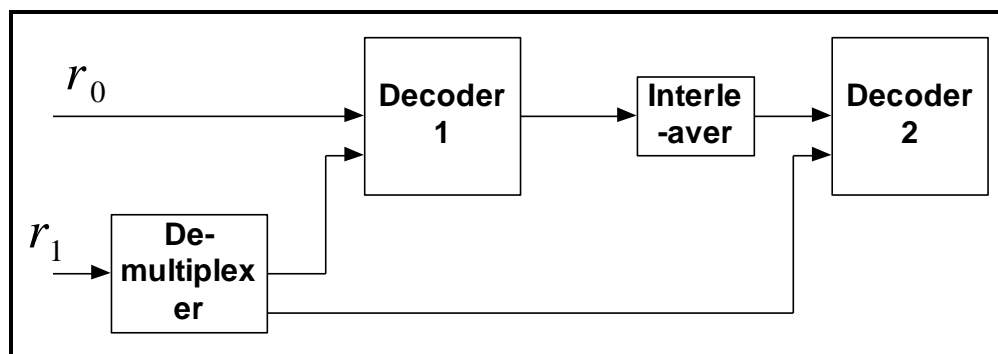 r₀
Decoder
1
Interle
-aver
Decoder
2
r₁
De-
multiplex
er